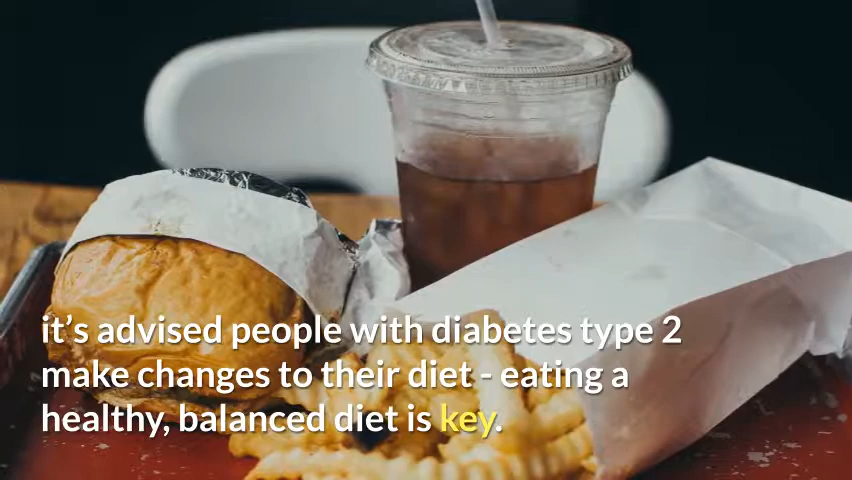 it’s advised people with diabetes type 2
make changes to their diet - eating a
healthy, balanced diet is key.